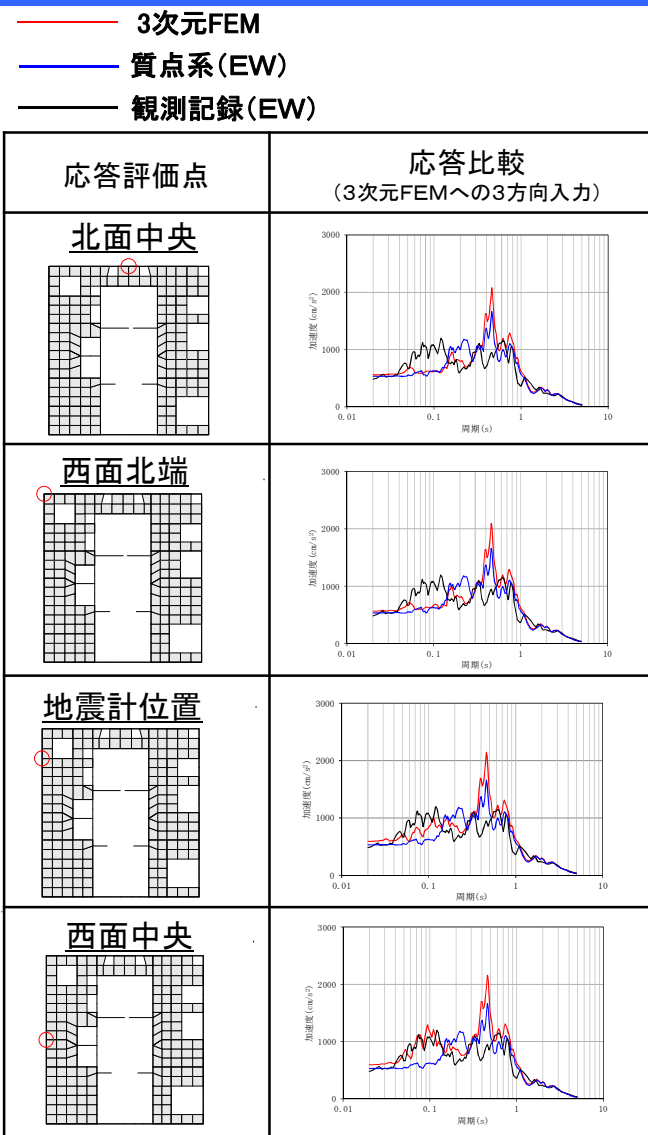 3次元FEM
質点系(EW)
観測記録(EW)
応答評価点
応答比較
(3次元FEMへの3方向入力)
北面中央
3000
2000
1000
0
加速度(cm/s²)
0.01
0.1
1
10
周期(s)
西面北端
3000
2000
1000
0
加速度(cm/s²)
0.01
0.1
1
10
周期(s)
地震計位置
3000
2000
1000
0
加速度(cm/s²)
0.01
0.1
1
10
周期(s)
西面中央
3000
2000
1000
0
加速度(cm/s²)
0.01
0.1
1
10
周期(s)